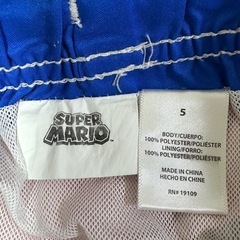 SUPER
MARIO
5
BODY/CUERPO:
100% POLYESTER/POLIÉSTER
LINING/FORRO:
100% POLYESTER/POLIÉSTER
MADE IN CHINA
HECHO EN CHINA
RN# 19109